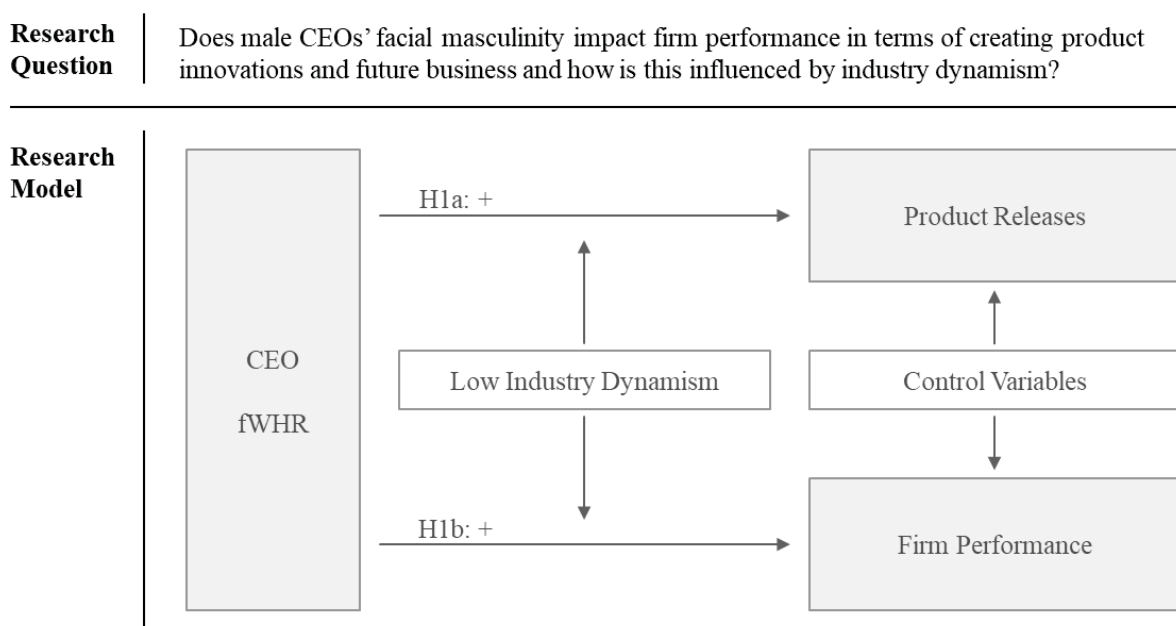 Research
Question
Does male CEOs’ facial masculinity impact firm performance in terms of creating product
innovations and future business and how is this influenced by industry dynamism?
Research
Model
H1a: +
Product Releases
CEO
fWHR
Low Industry Dynamism
Control Variables
H1b: +
Firm Performance